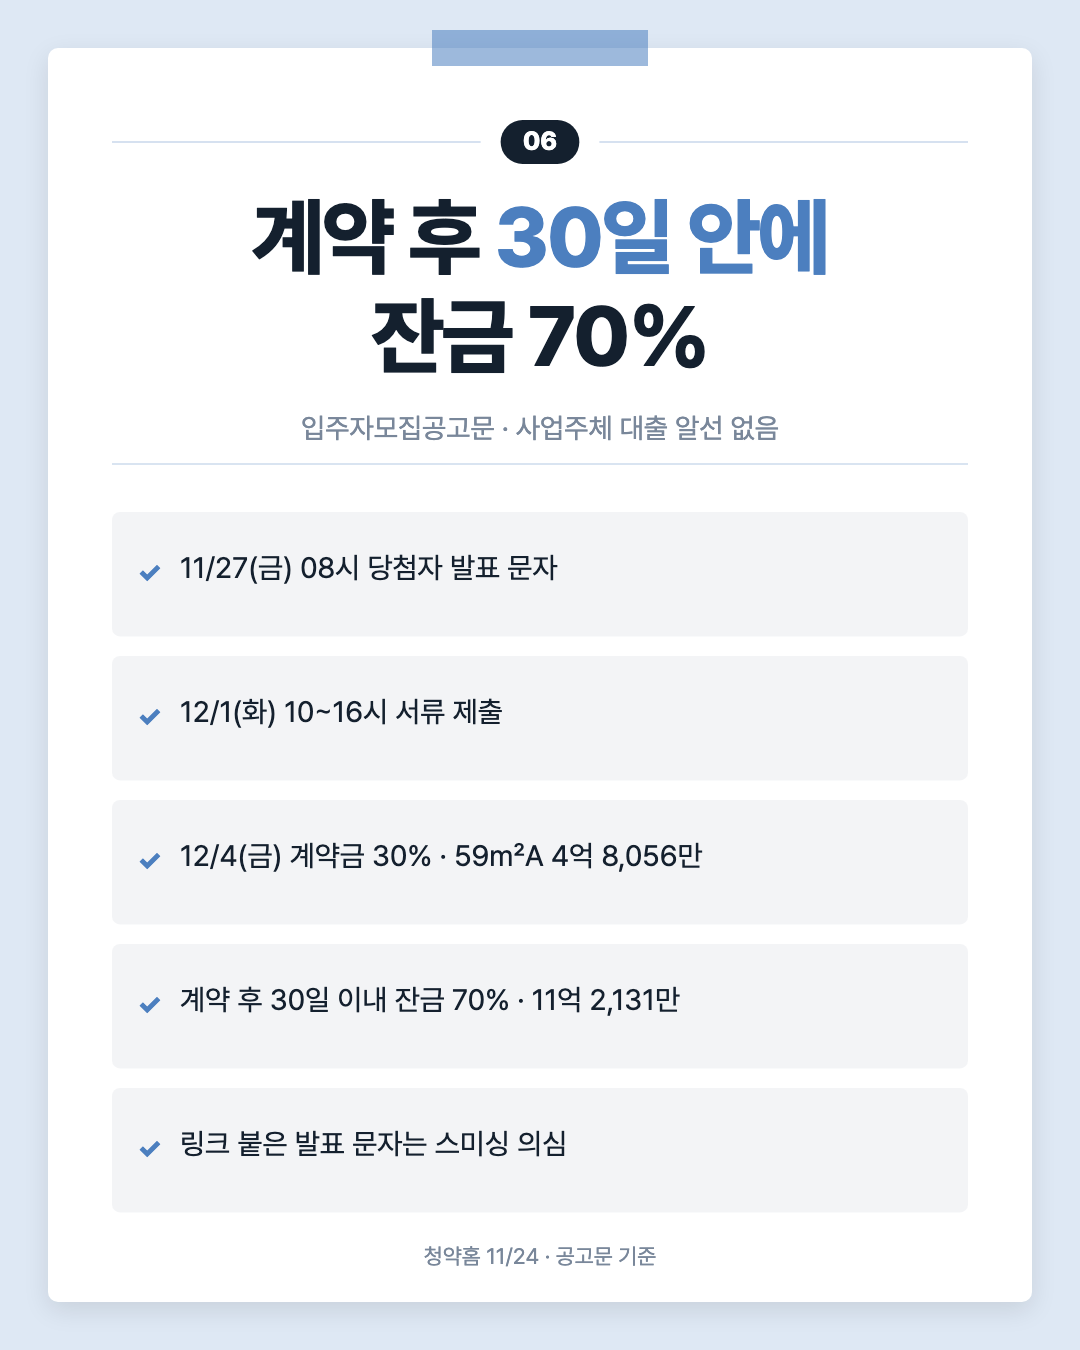 06
계약 후 30일 안에
잔금 70%
입주자모집공고문 · 사업주체 대출 알선 없음
11/27(금) 08시 당첨자 발표 문자
12/1(화) 10~16시 서류 제출
12/4(금) 계약금 30% · 59m²A 4억 8,056만
계약 후 30일 이내 잔금 70% · 11억 2,131만
링크 붙은 발표 문자는 스미싱 의심
청약홈 11/24 · 공고문 기준